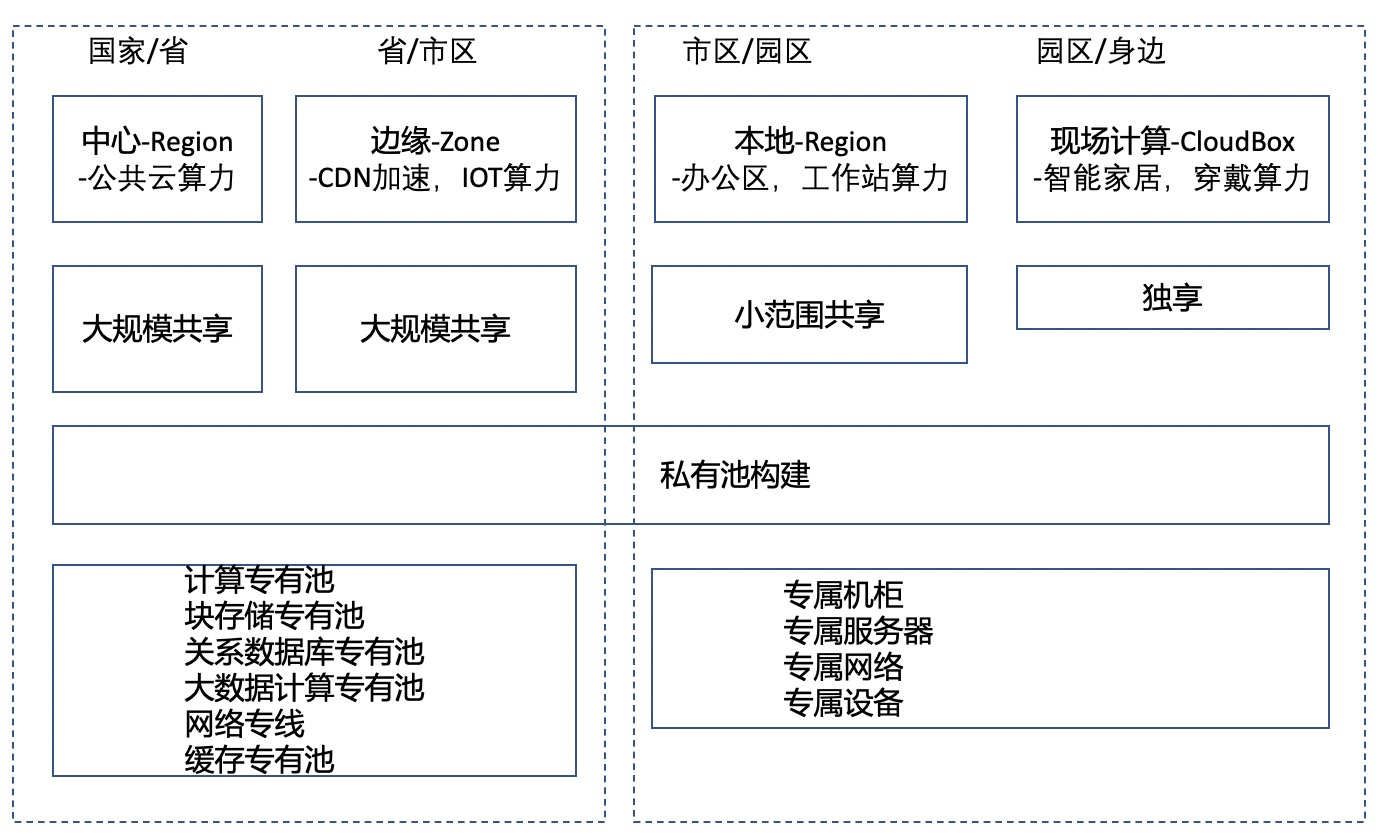 国家/省
省/市区
市区/园区
园区/身边
中心-Region
-公共云算力
边缘-Zone
-CDN加速，IOT算力
本地-Region
-办公区，工作站算力
现场计算-CloudBox
-智能家居，穿戴算力
大规模共享
大规模共享
小范围共享
独享
私有池构建
计算专有池
块存储专有池
关系数据库专有池
大数据计算专有池
网络专线
缓存专有池
专属机柜
专属服务器
专属网络
专属设备